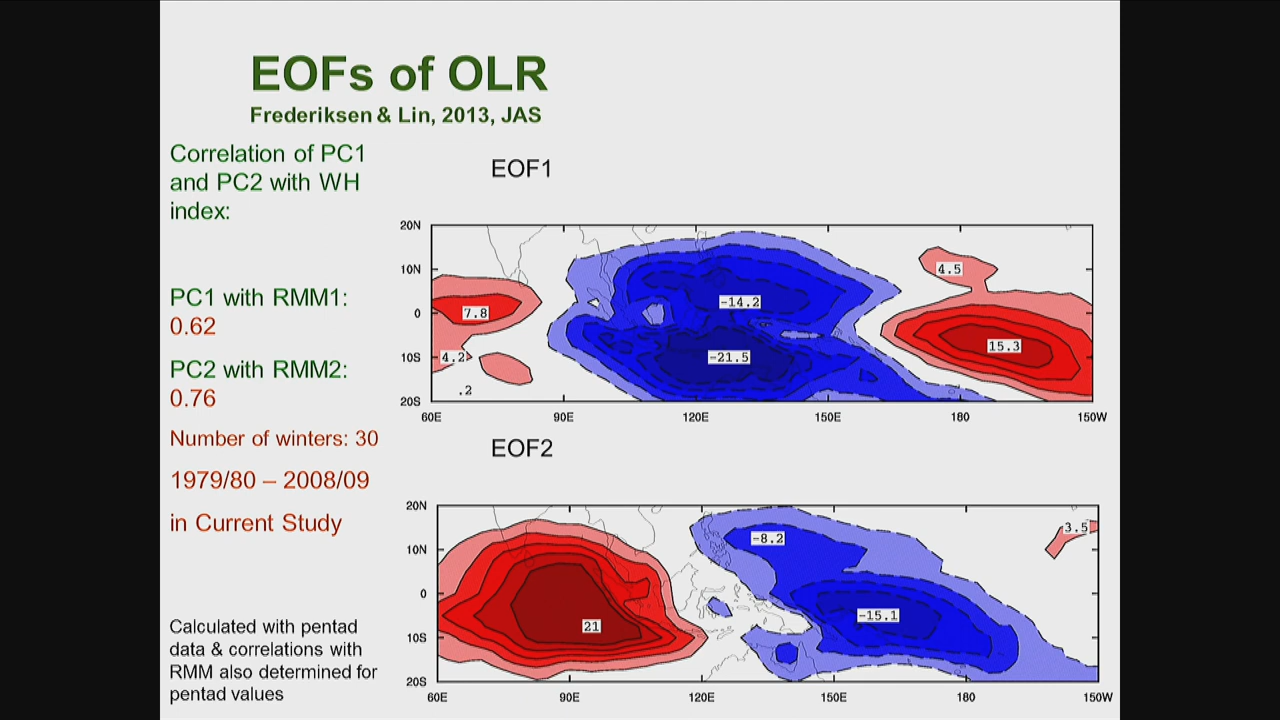 EOFs of OLR
Frederiksen & Lin, 2013, JAS
Correlation of PC1
and PC2 with WH
index:
PC1 with RMM1:
0.62
PC2 with RMM2:
0.76
Number of winters: 30
1979/80 – 2008/09
in Current Study
Calculated with pentad
data & correlations with
RMM also determined for
pentad values
EOF1
20N
10N
0
10S
20S
60E
90E
120E
150E
180
150W
7.8
4.2
.2
-14.2
-21.5
4.5
15.3
EOF2
20N
10N
0
10S
20S
60E
90E
120E
150E
180
150W
21
-8.2
-15.1
3.5